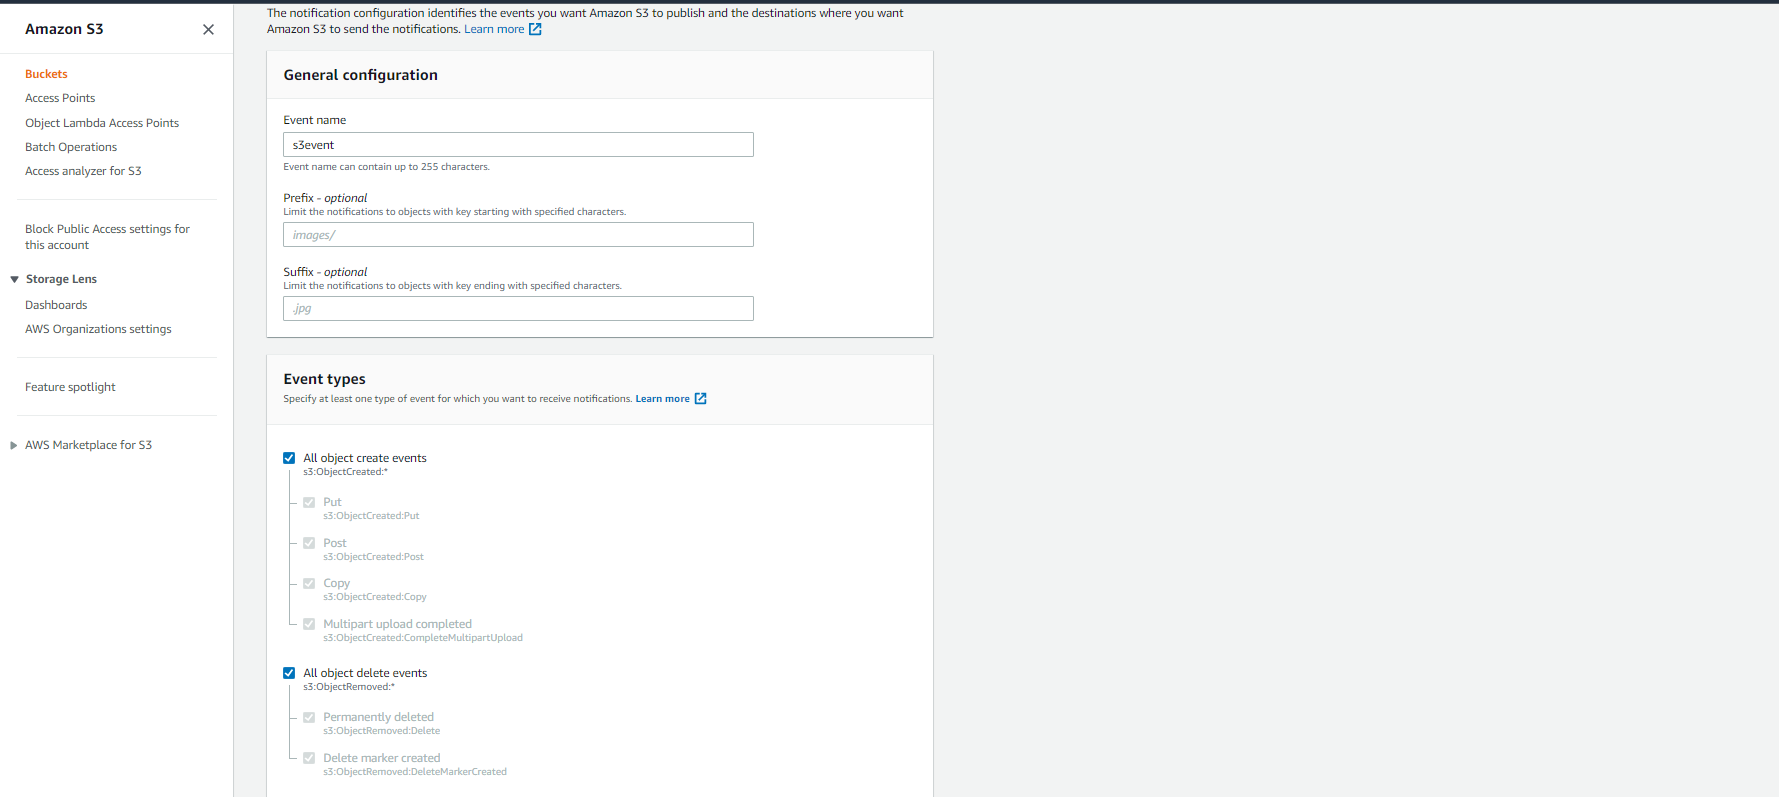 Amazon S3
Buckets
Access Points
Object Lambda Access Points
Batch Operations
Access analyzer for S3
Block Public Access settings for
this account
Storage Lens
Dashboards
AWS Organizations settings
Feature spotlight
AWS Marketplace for S3
The notification configuration identifies the events you want Amazon S3 to publish and the destinations where you want
Amazon S3 to send the notifications. Learn more
General configuration
Event name
s3event
Event name can contain up to 255 characters.
Prefix - optional
Limit the notifications to objects with key starting with specified characters.
images/
Suffix - optional
Limit the notifications to objects with key ending with specified characters.
.jpg
Event types
Specify at least one type of event for which you want to receive notifications. Learn more
All object create events
s3:ObjectCreated:*
Put
s3:ObjectCreated:Put
Post
s3:ObjectCreated:Post
Copy
s3:ObjectCreated:Copy
Multipart upload completed
s3:ObjectCreated:CompleteMultipartUpload
All object delete events
s3:ObjectRemoved:*
Permanently deleted
s3:ObjectRemoved:Delete
Delete marker created
s3:ObjectRemoved:DeleteMarkerCreated